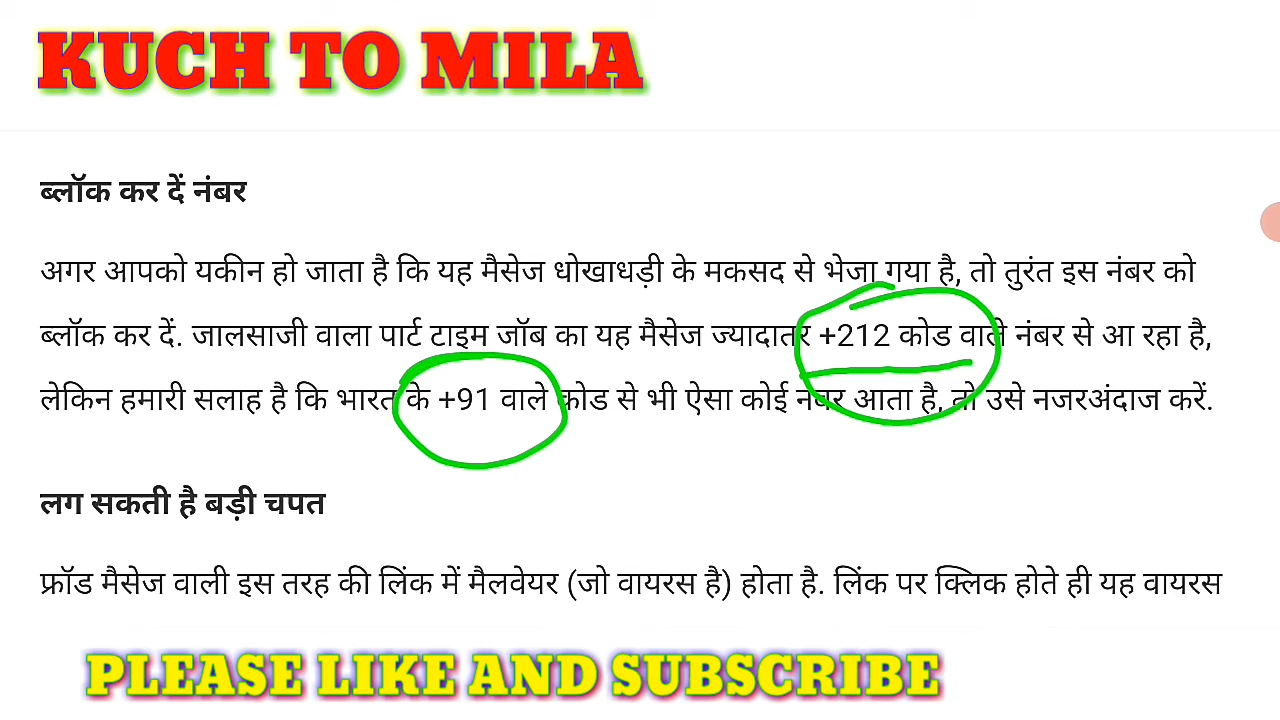 KUCH TO MILA
ब्लॉक कर दें नंबर
अगर आपको यकीन हो जाता है कि यह मैसेज धोखाधड़ी के मकसद से भेजा गया है, तो तुरंत इस नंबर को
ब्लॉक कर दें. जालसाजी वाला पार्ट टाइम जॉब का यह मैसेज ज्यादातर +212 कोड वाले नंबर से आ रहा है,
लेकिन हमारी सलाह है कि भारत के +91 वाले कोड से भी ऐसा कोई नंबर आता है, तो उसे नजरअंदाज करें.
लग सकती है बड़ी चपत
फ्रॉड मैसेज वाली इस तरह की लिंक में मैलवेयर (जो वायरस है) होता है. लिंक पर क्लिक होते ही यह वायरस
PLEASE LIKE AND SUBSCRIBE